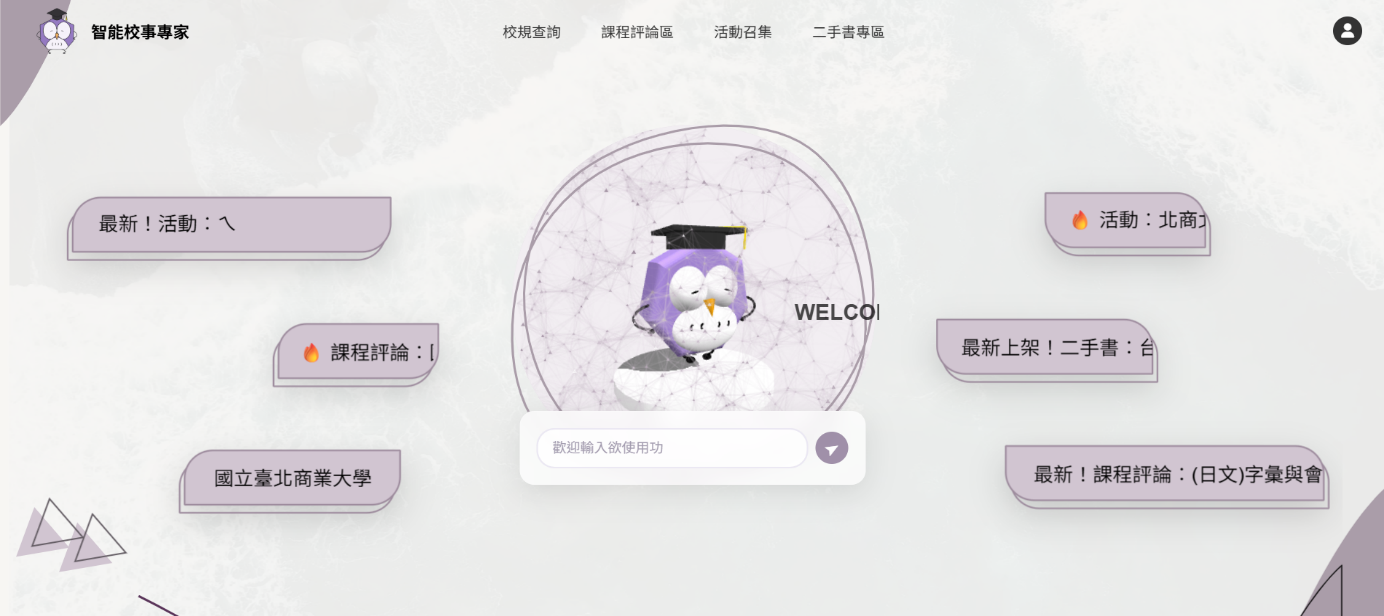 智能校事專家
校規查詢
課程評論區
活動召集
二手書專區
最新！活動：ㄟ
🔥 活動：北商
WELCO
🔥 課程評論：
最新上架！二手書：台
歡迎輸入欲使用功
國立臺北商業大學
最新！課程評論：(日文)字彙與會